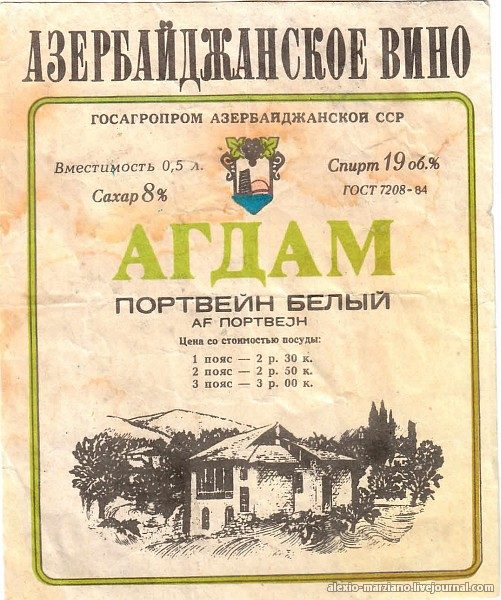 АЗЕРБАЙДЖАНСКОЕ ВИНО
ГОСАГРОПРОМ АЗЕРБАЙДЖАНСКОЙ ССР
Вместимость 0,5 л.
Спирт 19 об.%
Сахар 8%
ГОСТ 7208-84
АГДАМ
ПОРТВЕЙН БЕЛЫЙ
АГ ПОРТВЕЈН
Цена со стоимостью посуды:
1 пояс — 2 р. 30 к.
2 пояс — 2 р. 50 к.
3 пояс — 3 р. 00 к.
alexio-marziano.livejournal.com